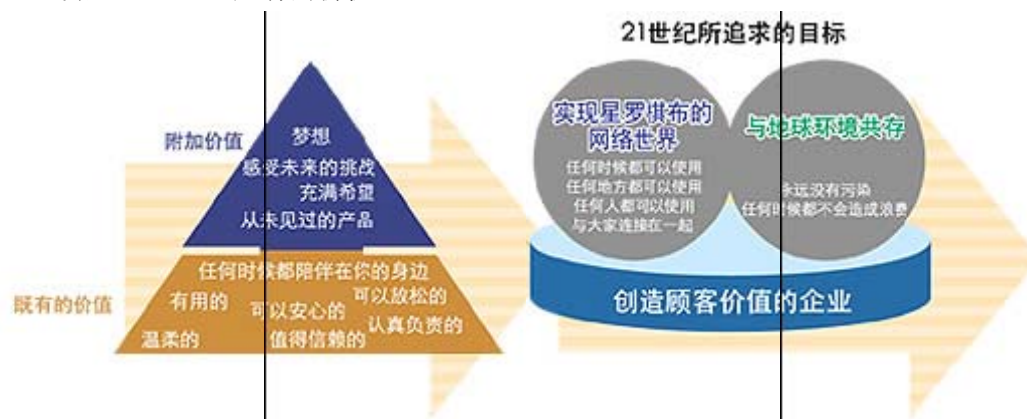 21世纪所追求的目标
附加价值
梦想
感受未来的挑战
充满希望
从未见过的产品
既有的价值
任何时候都陪伴在你的身边
有用的
可以安心的
可以放松的
温柔的
值得信赖的
认真负责的
实现星罗棋布的
网络世界
任何时候都可以使用
任何地方都可以使用
任何人都可以使用
与大家连接在一起
与地球环境共存
永远没有污染
任何时候都不会造成浪费
创造顾客价值的企业